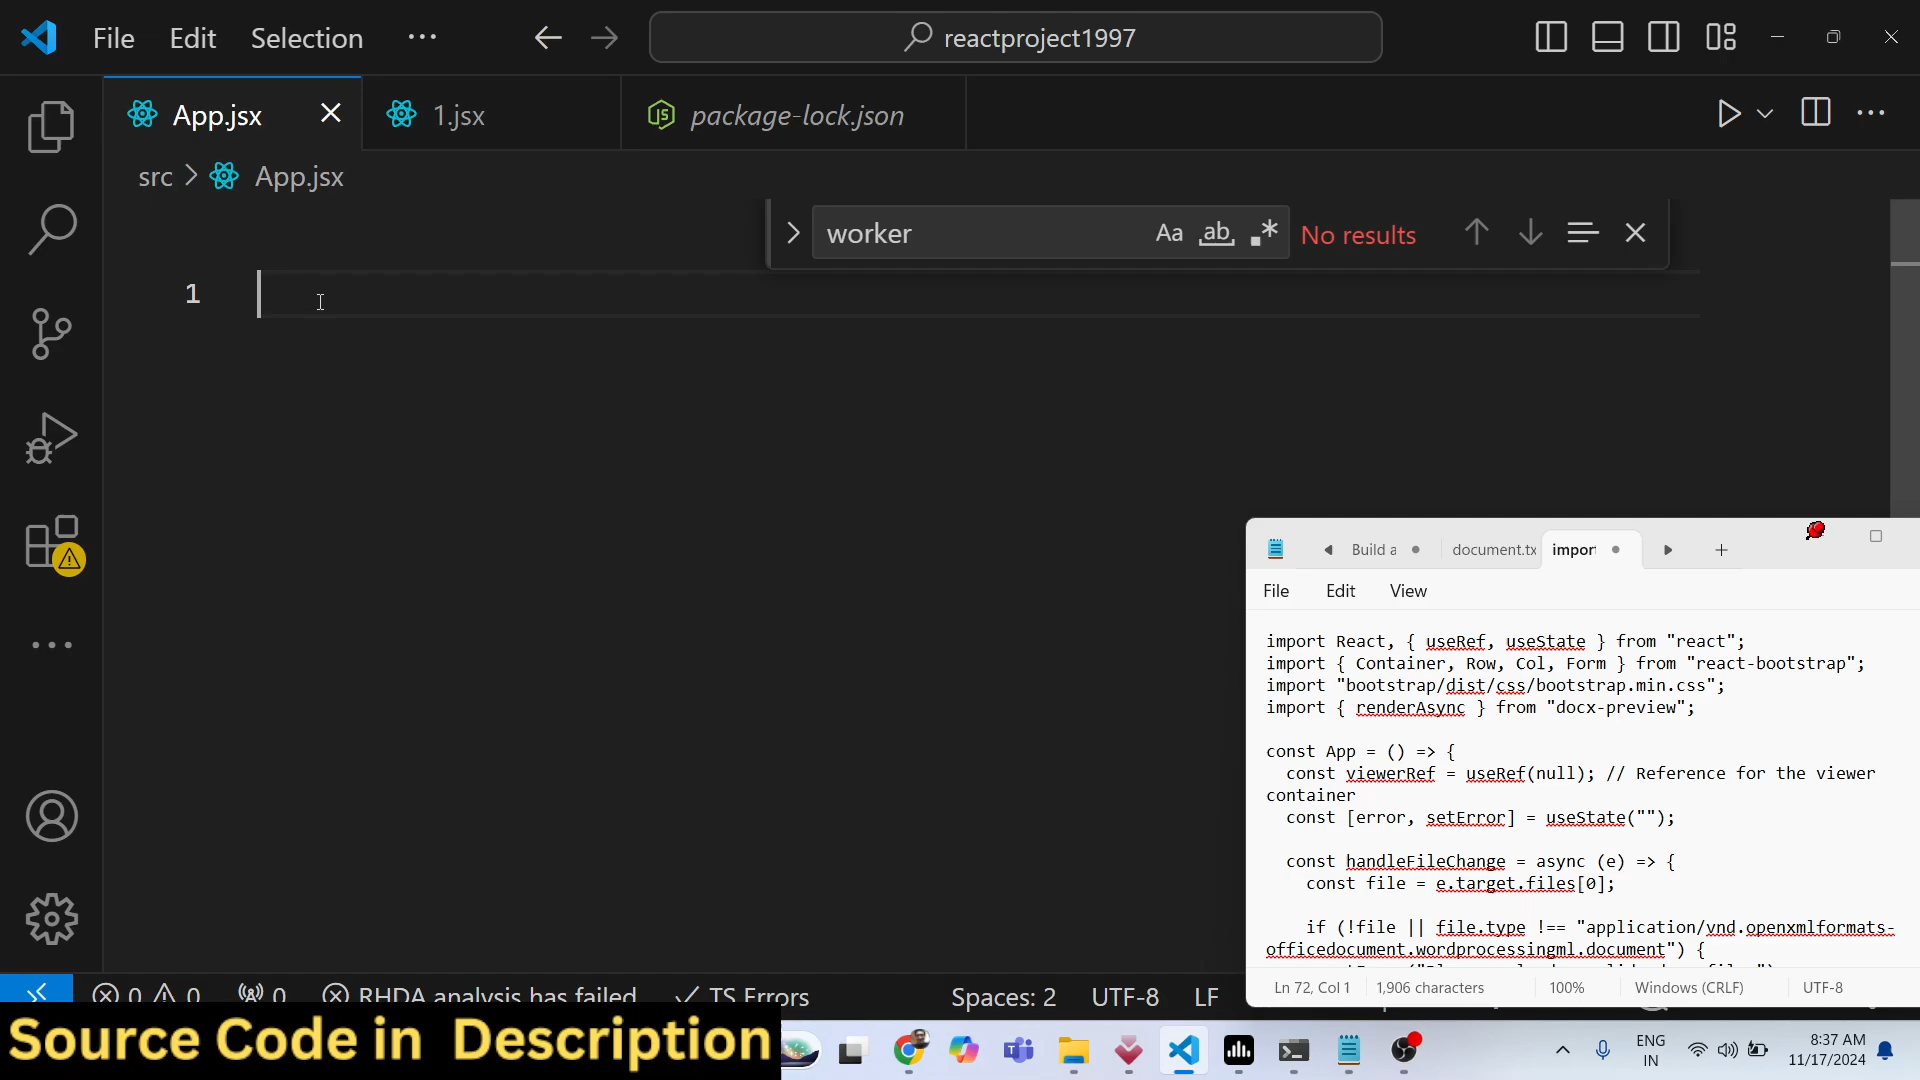 File Edit Selection ··· reactproject1997
App.jsx 1.jsx package-lock.json
src > App.jsx
worker Aa ab No results
1
Build a document.tx impor
File Edit View
import React, { useRef, useState } from "react";
import { Container, Row, Col, Form } from "react-bootstrap";
import "bootstrap/dist/css/bootstrap.min.css";
import { renderAsync } from "docx-preview";
const App = () => {
const viewerRef = useRef(null); // Reference for the viewer
container
const [error, setError] = useState("");
const handleFileChange = async (e) => {
const file = e.target.files[0];
if (!file || file.type !== "application/vnd.openxmlformats-
officedocument.wordprocessingml.document") {
Ln 72, Col 1 1,906 characters 100% Windows (CRLF) UTF-8
0 0 0 RHDA analysis has failed TS Errors Spaces: 2 UTF-8 LF
Source Code in Description
ENG
IN
8:37 AM
11/17/2024